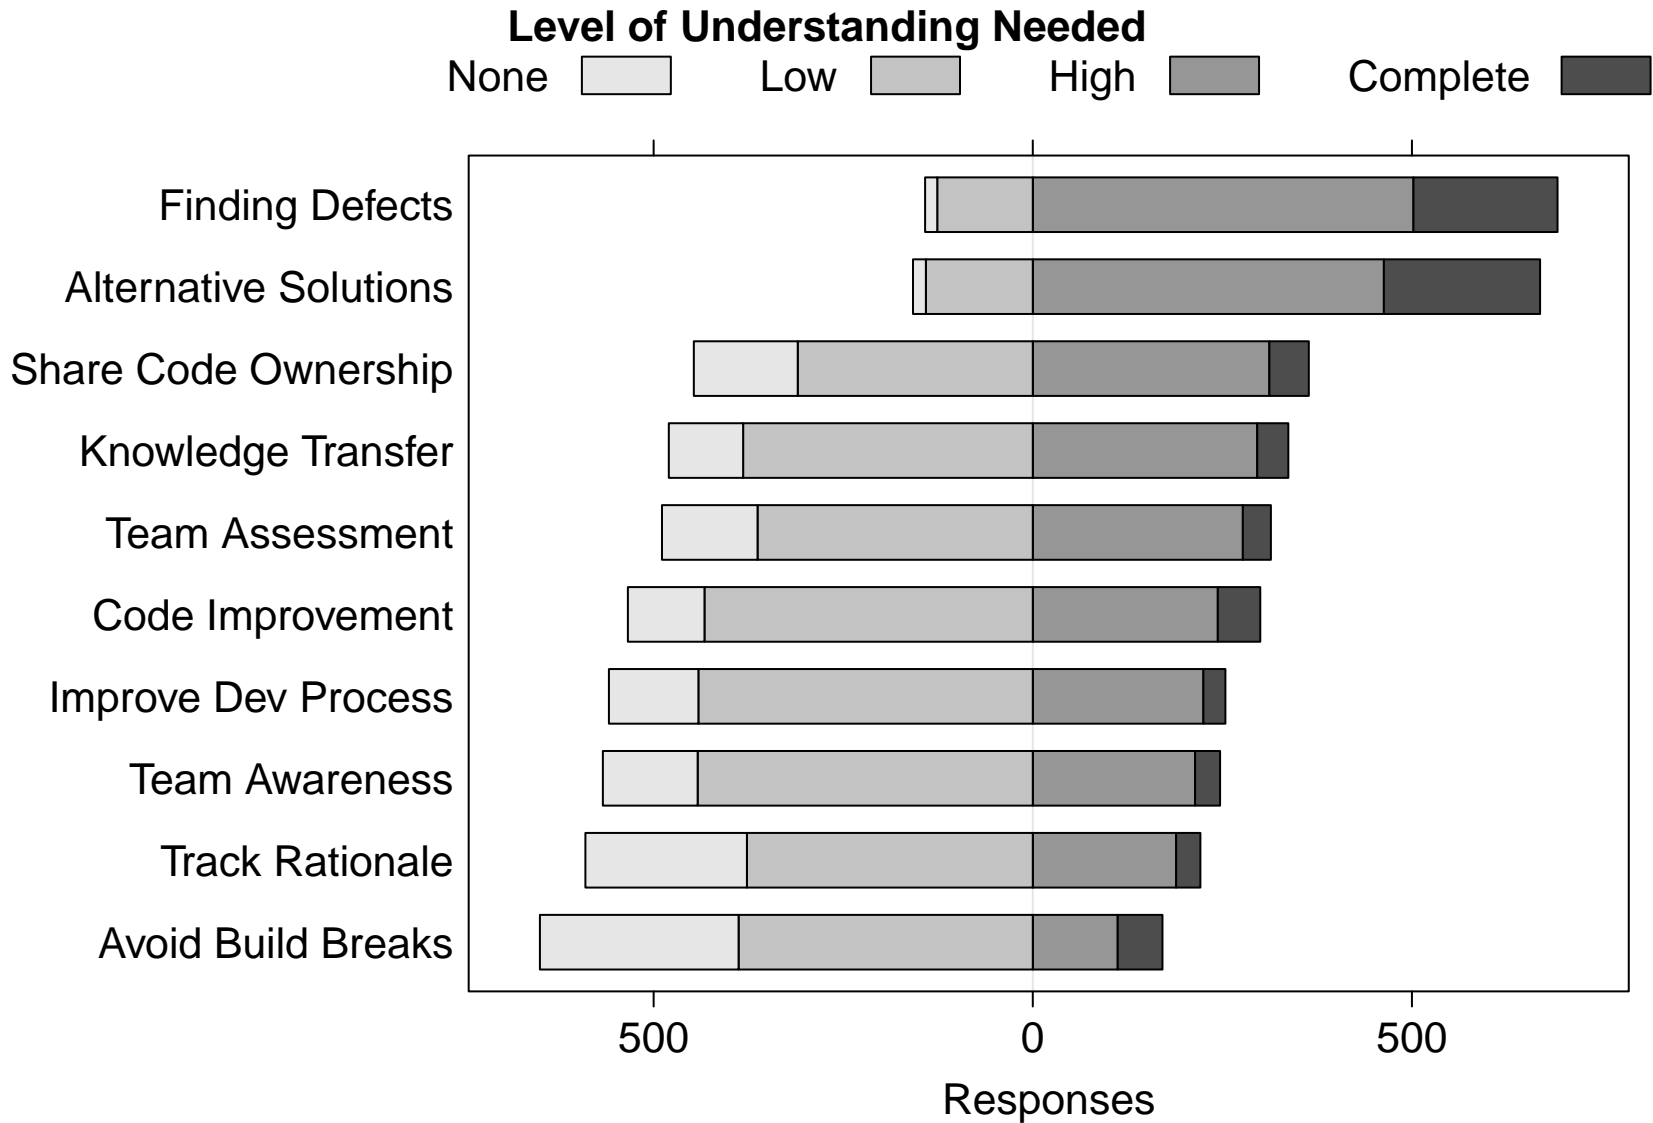 Level of Understanding Needed
None Low High Complete
Finding Defects
Alternative Solutions
Share Code Ownership
Knowledge Transfer
Team Assessment
Code Improvement
Improve Dev Process
Team Awareness
Track Rationale
Avoid Build Breaks
500 0 500
Responses